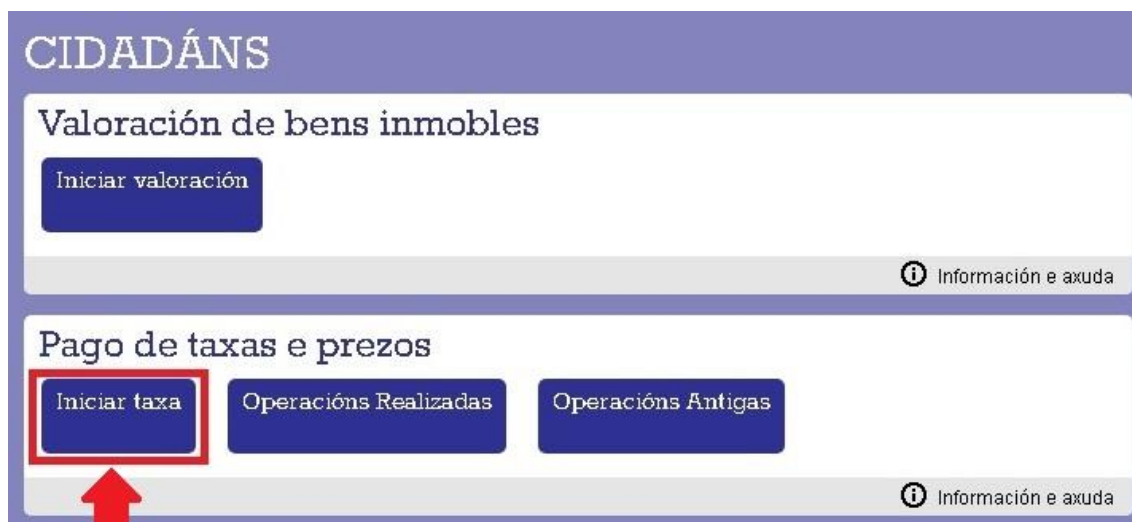 CIDADÁNS
Valoración de bens inmobles
Iniciar valoración
Información e axuda
Pago de taxas e prezos
Iniciar taxa
Operacións Realizadas
Operacións Antigas
Información e axuda